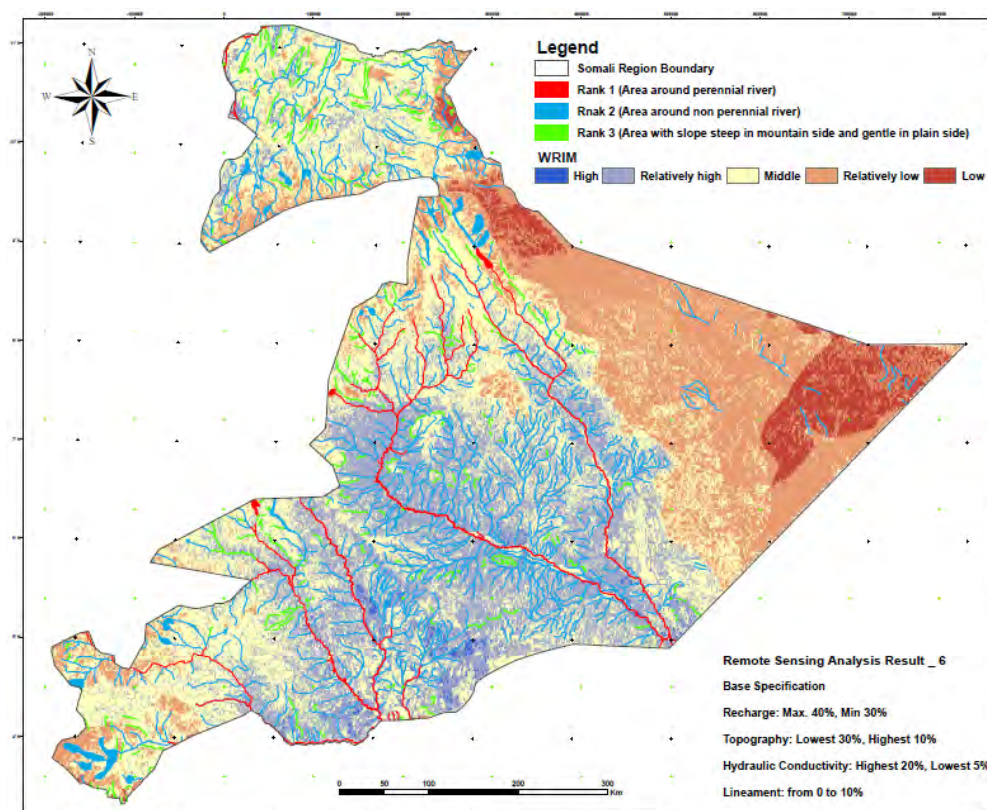 N
W E
S
Legend
Somali Region Boundary
Rank 1 (Area around perennial river)
Rnak 2 (Area around non perennial river)
Rank 3 (Area with slope steep in mountain side and gentle in plain side)
WRIM
High Relatively high Middle Relatively low Low
Remote Sensing Analysis Result _ 6
Base Specification
Recharge: Max. 40%, Min 30%
Topography: Lowest 30%, Highest 10%
Hydraulic Conductivity: Highest 20%, Lowest 5%
Lineament: from 0 to 10%
0 50 100 200 300
Km